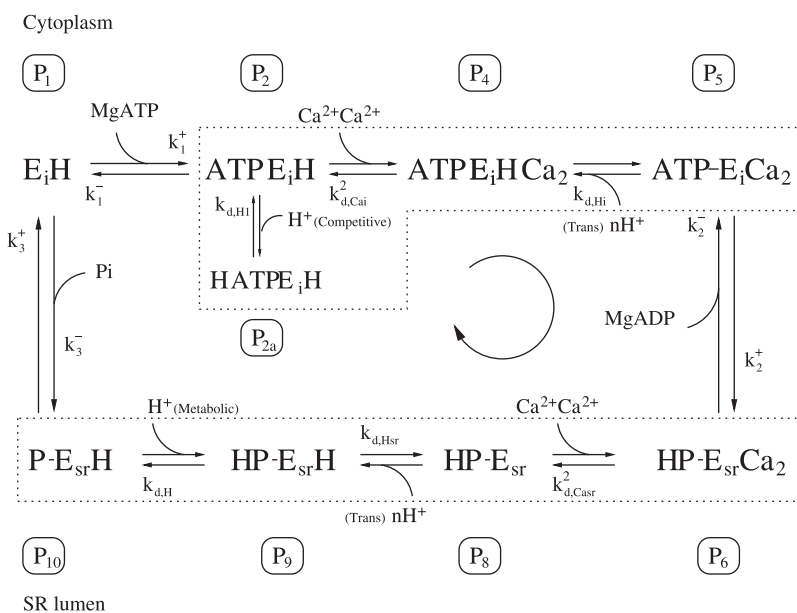 Cytoplasm
P1 P2 P4 P5
MgATP Ca2+Ca2+
k1+
EiH ATPEiH ATPEiHCa2 ATP-EiCa2
k1- k2d,Cai kd,Hi
kd,H1 H+(Competitive) (Trans) nH+ k2-
k3+
Pi HATPEiH
MgADP
P2a
k3- k2+
H+(Metabolic) Ca2+Ca2+
kd,Hsr
P-EsrH HP-EsrH HP-Esr HP-EsrCa2
kd,H k2d,Casr
(Trans) nH+
P10 P9 P8 P6
SR lumen